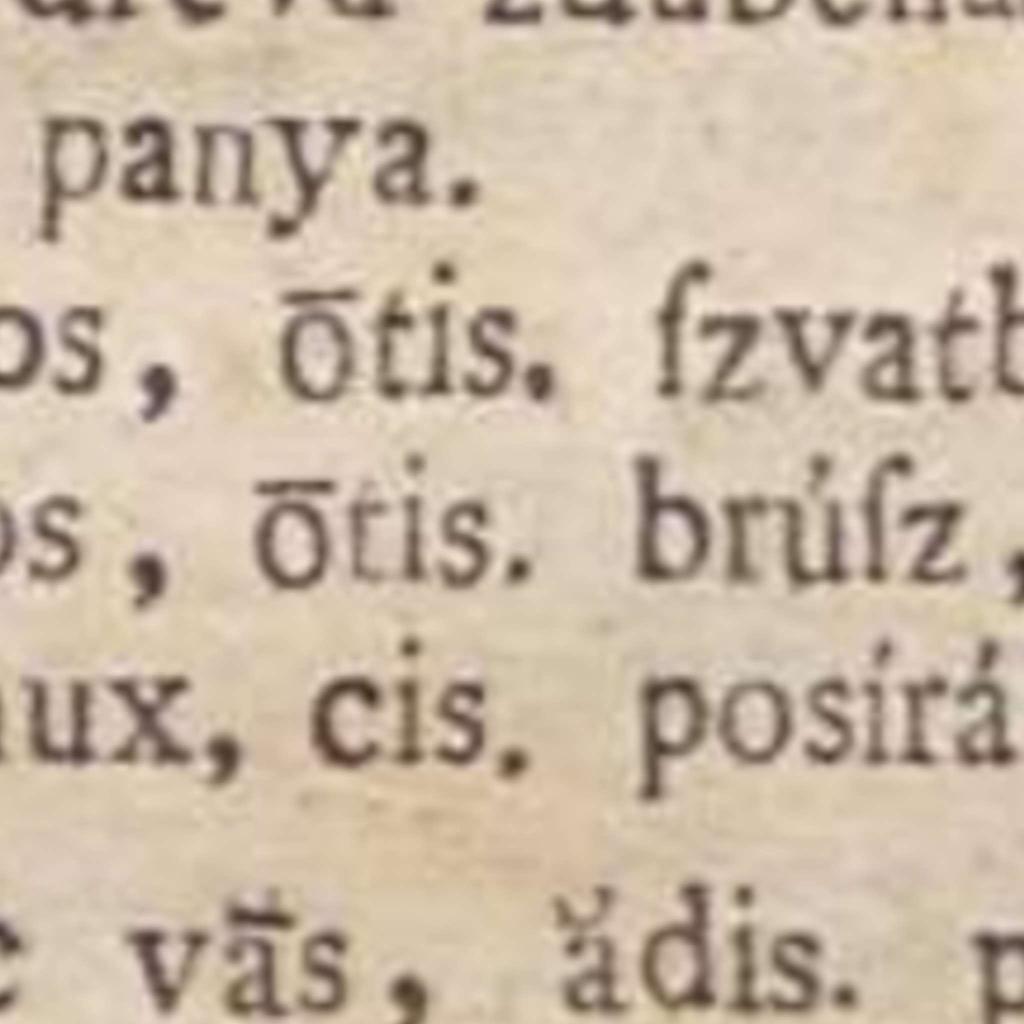 panya.
os, ōtis. ſzvatb
os, ōtis. brúſz,
ux, cis. posírá
vās, ădis. p